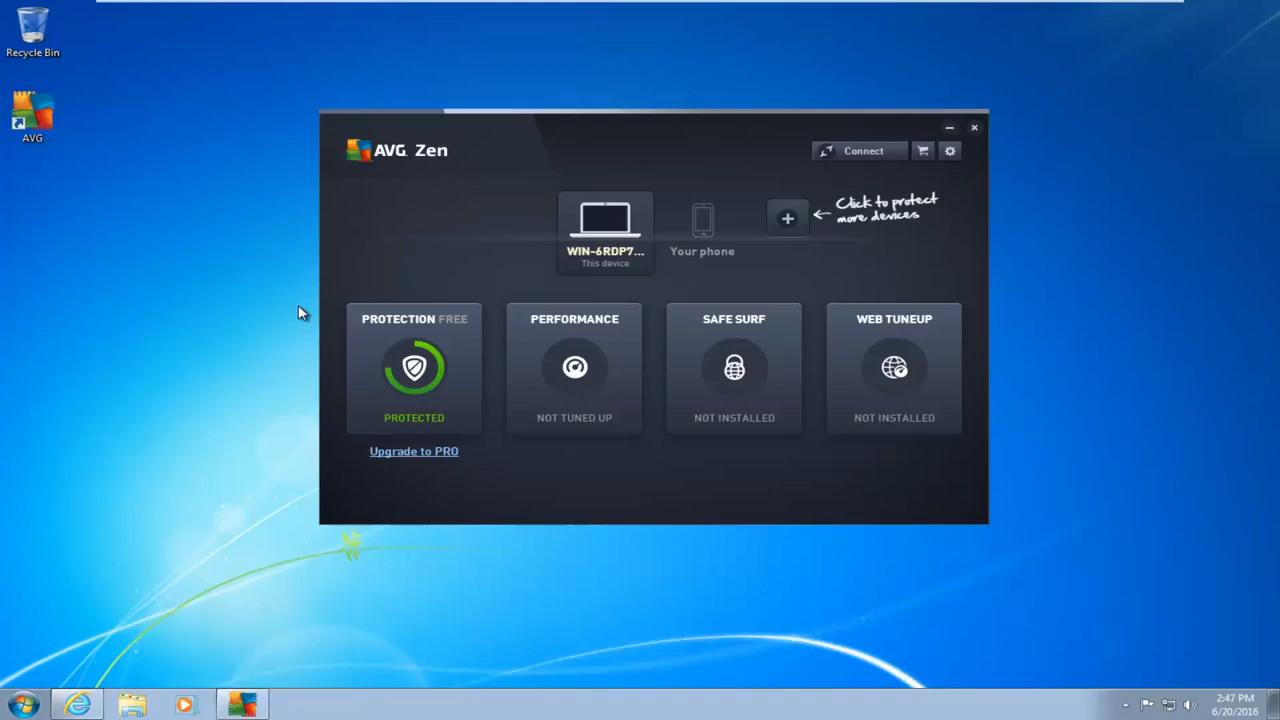 Recycle Bin
AVG
AVG. Zen
Connect
Click to protect
more devices
WIN-6RDP7...
This device
Your phone
PROTECTION FREE
PROTECTED
Upgrade to PRO
PERFORMANCE
NOT TUNED UP
SAFE SURF
NOT INSTALLED
WEB TUNEUP
NOT INSTALLED
2:47 PM
6/20/2016